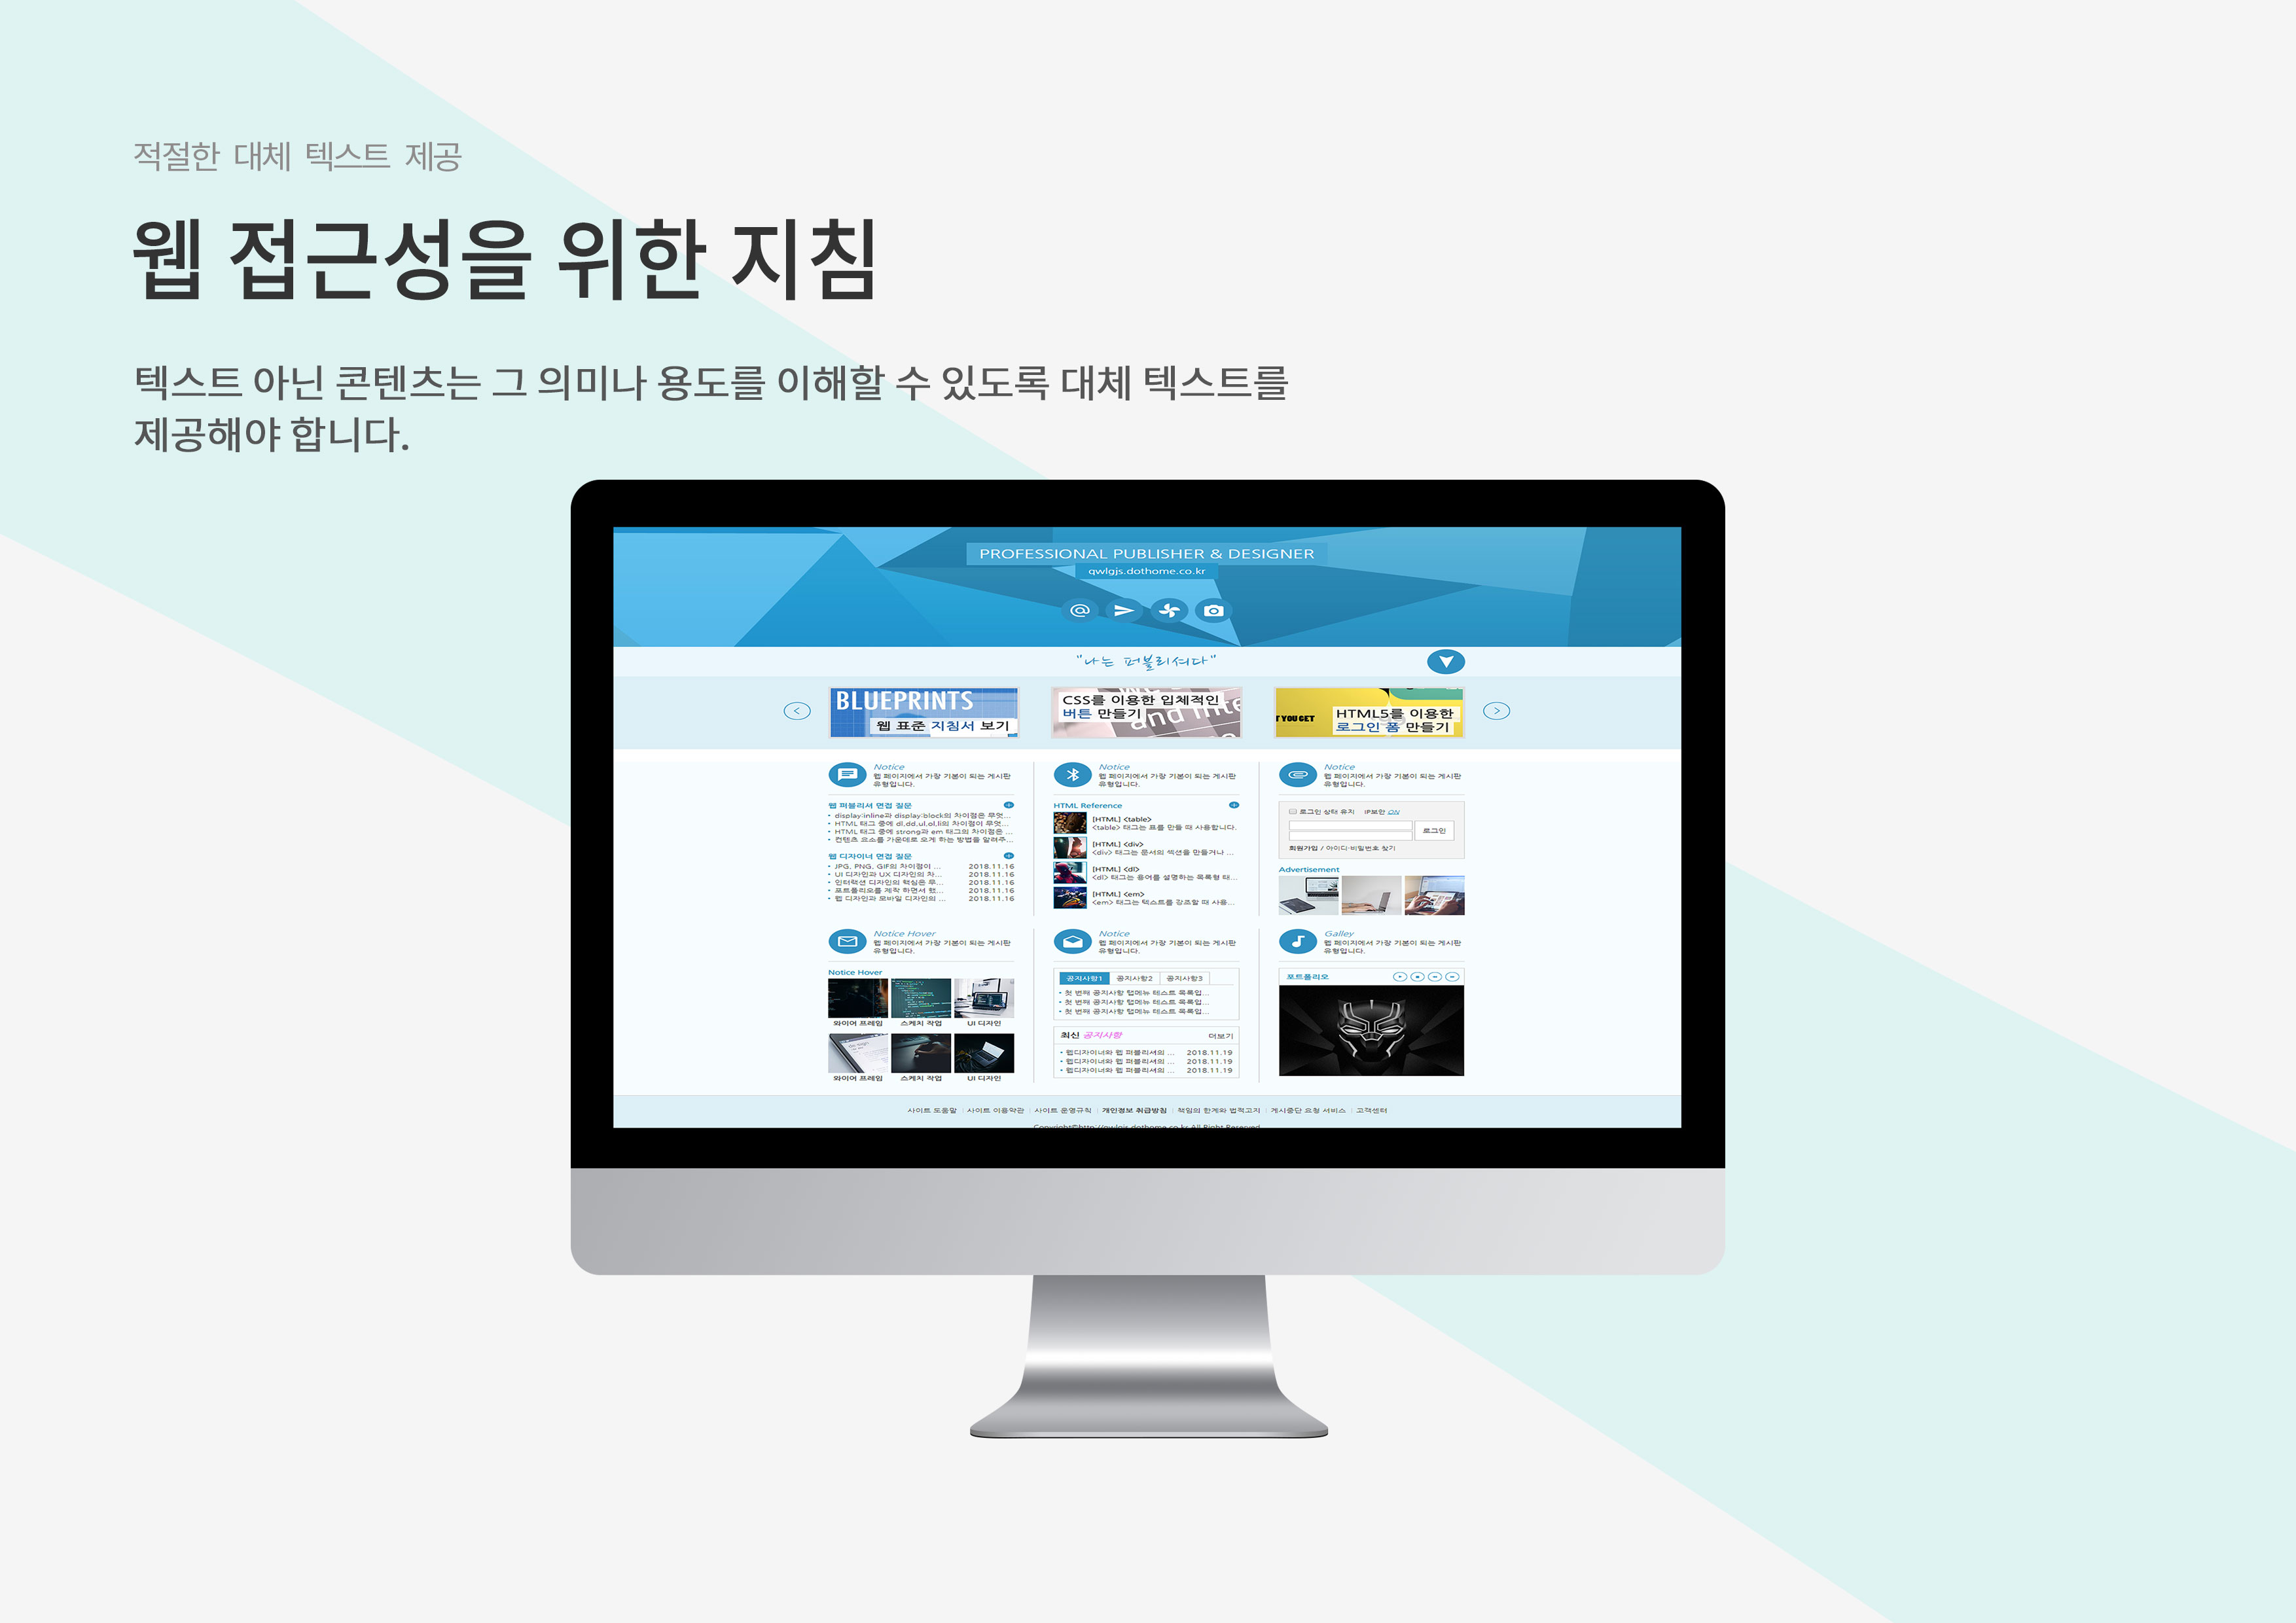 적절한 대체 텍스트 제공
웹 접근성을 위한 지침
텍스트 아닌 콘텐츠는 그 의미나 용도를 이해할 수 있도록 대체 텍스트를
제공해야 합니다.
PROFESSIONAL PUBLISHER & DESIGNER
qwlgjs.dothome.co.kr
"나는 퍼블리셔다"
BLUEPRINTS
웹 표준 지침서 보기
CSS를 이용한 입체적인
버튼 만들기
T YOU GET
HTML5를 이용한
로그인 폼 만들기
Notice
웹 페이지에서 가장 기본이 되는 게시판
유형입니다.
웹 퍼블리셔 면접 질문
display:inline과 display:block의 차이점은 무엇...
HTML 태그 중에 dl,dd,ul,ol,li의 차이점이 무엇...
HTML 태그 중에 strong과 em 태그의 차이점은 ...
컨텐츠 요소를 가운데로 오게 하는 방법을 알려주...
웹 디자이너 면접 질문
JPG, PNG, GIF의 차이점이 ... 2018.11.16
UI 디자인과 UX 디자인의 차... 2018.11.16
인터랙션 디자인의 핵심은 무... 2018.11.16
포트폴리오를 제작 하면서 했... 2018.11.16
웹 디자인과 모바일 디자인의 ... 2018.11.16
Notice
웹 페이지에서 가장 기본이 되는 게시판
유형입니다.
HTML Reference
[HTML] <table>
<table> 태그는 표를 만들 때 사용합니다.
[HTML] <div>
<div> 태그는 문서의 섹션을 만들거나 ...
[HTML] <dl>
<dl> 태그는 용어를 설명하는 목록형 태...
[HTML] <em>
<em> 태그는 텍스트를 강조할 때 사용...
Notice
웹 페이지에서 가장 기본이 되는 게시판
유형입니다.
로그인 상태 유지 IP보안 ON
로그인
회원가입 / 아이디·비밀번호 찾기
Advertisement
Notice Hover
웹 페이지에서 가장 기본이 되는 게시판
유형입니다.
Notice Hover
와이어 프레임 스케치 작업 UI 디자인
와이어 프레임 스케치 작업 UI 디자인
Notice
웹 페이지에서 가장 기본이 되는 게시판
유형입니다.
공지사항1 공지사항2 공지사항3
첫 번째 공지사항 탭메뉴 테스트 목록입...
첫 번째 공지사항 탭메뉴 테스트 목록입...
첫 번째 공지사항 탭메뉴 테스트 목록입...
최신 공지사항 더보기
웹디자이너와 웹 퍼블리셔의 ... 2018.11.19
웹디자이너와 웹 퍼블리셔의 ... 2018.11.19
웹디자이너와 웹 퍼블리셔의 ... 2018.11.19
Galley
웹 페이지에서 가장 기본이 되는 게시판
유형입니다.
포트폴리오
사이트 도움말 사이트 이용약관 사이트 운영규칙 개인정보 취급방침 책임의 한계와 법적고지 게시중단 요청 서비스 고객센터
Copyright©http://qwlgjs.dothome.co.kr All Right Reserved